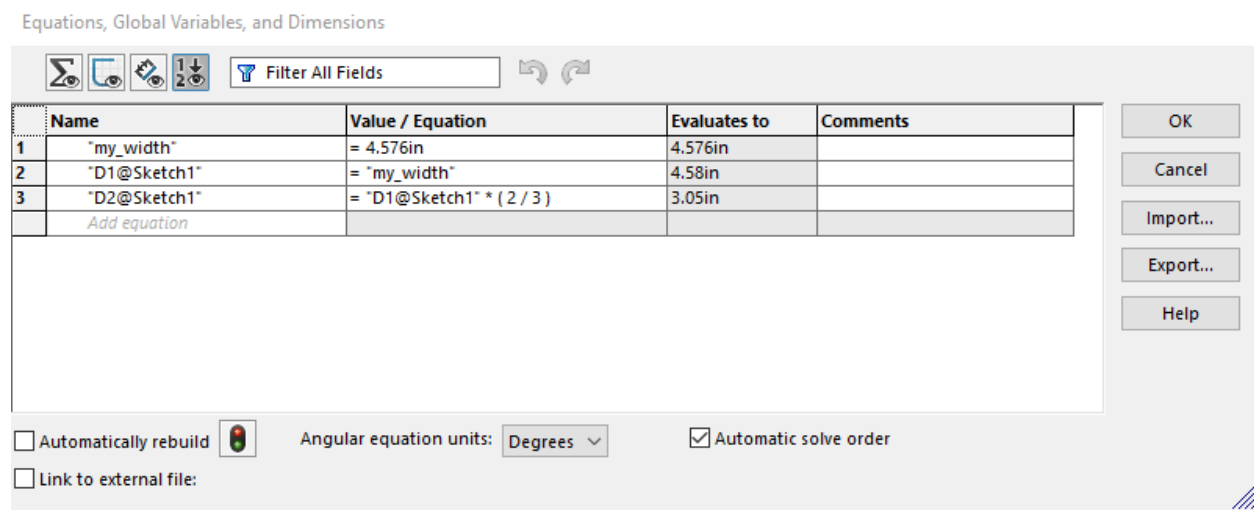 Equations, Global Variables, and Dimensions
Filter All Fields
Name Value / Equation Evaluates to Comments
1 "my_width" = 4.576in 4.576in
2 "D1@Sketch1" = "my_width" 4.58in
3 "D2@Sketch1" = "D1@Sketch1" * ( 2 / 3 ) 3.05in
Add equation
OK
Cancel
Import...
Export...
Help
Automatically rebuild Angular equation units: Degrees Automatic solve order
Link to external file: